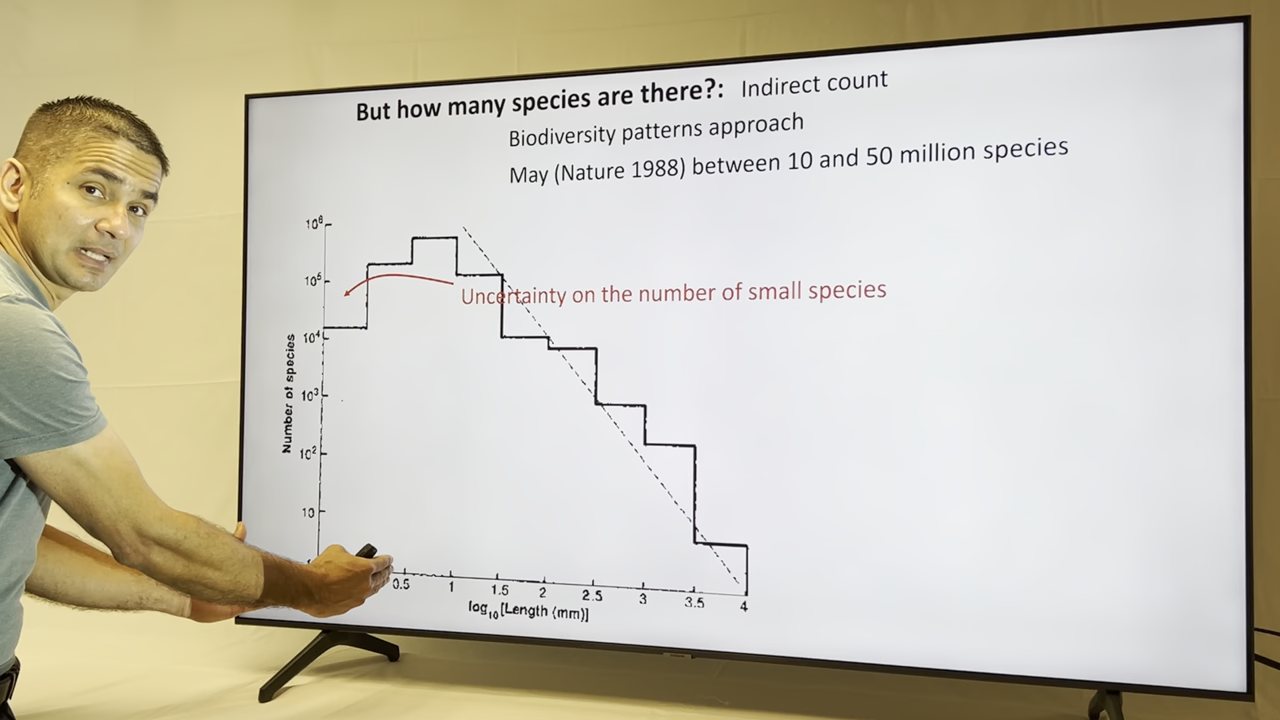 But how many species are there?: Indirect count
Biodiversity patterns approach
May (Nature 1988) between 10 and 50 million species
10⁶
10⁵
Uncertainty on the number of small species
10⁴
10³
10²
10
Number of species
0.5 1 1.5 2 2.5 3 3.5 4
log₁₀[Length (mm)]